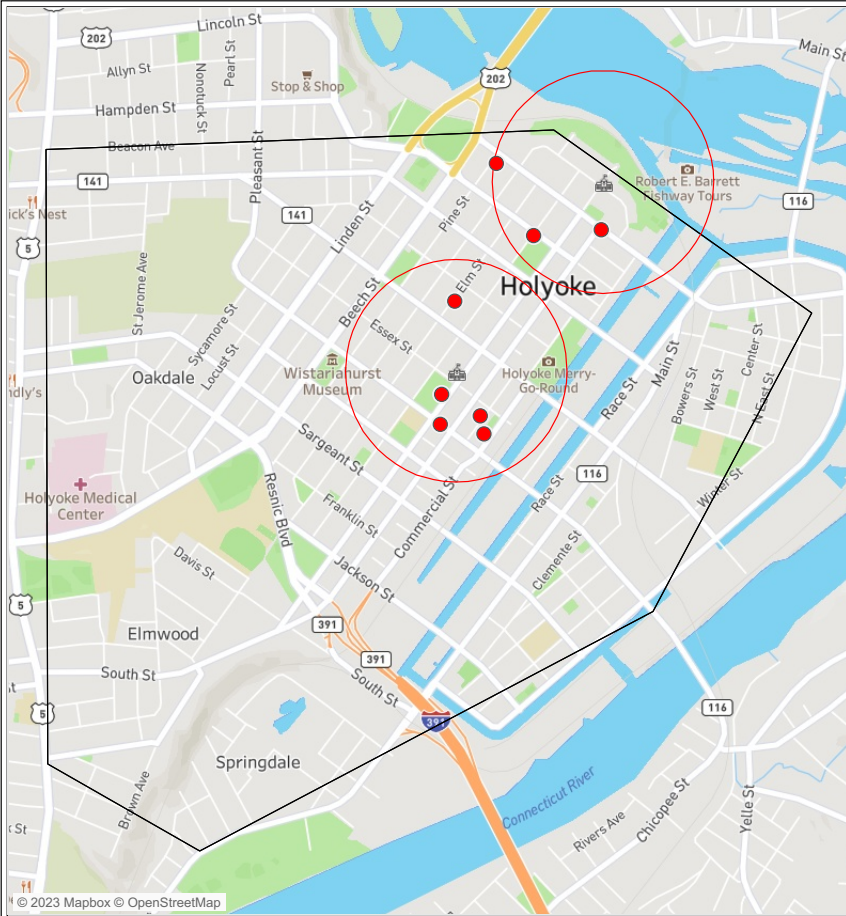 202
Lincoln St
Allyn St
Nonotuck St
Pearl St
Stop & Shop
202
Main St
Hampden St
Beacon Ave
Pleasant St
141
Robert E. Barrett
Fishway Tours
116
ick's Nest
141
Linden St
Pine St
5
St Jerome Ave
Beech St
Elm St
Holyoke
Sycamore St
Locust St
Essex St
Main St
Center St
Oakdale
Wistariahurst
Museum
Holyoke Merry-
Go-Round
Bowers St
West St
N East St
ndly's
Race St
Sargeant St
116
Holyoke Medical
Center
Resnic Blvd
Commercial St
Race St
Winter St
Franklin St
Davis St
Jackson St
Clemente St
5
391
Elmwood
391
South St
South St
t
5
391
116
Springdale
Brown Ave
Connecticut River
Rivers Ave
Chicopee St
Yelle St
k St
© 2023 Mapbox © OpenStreetMap